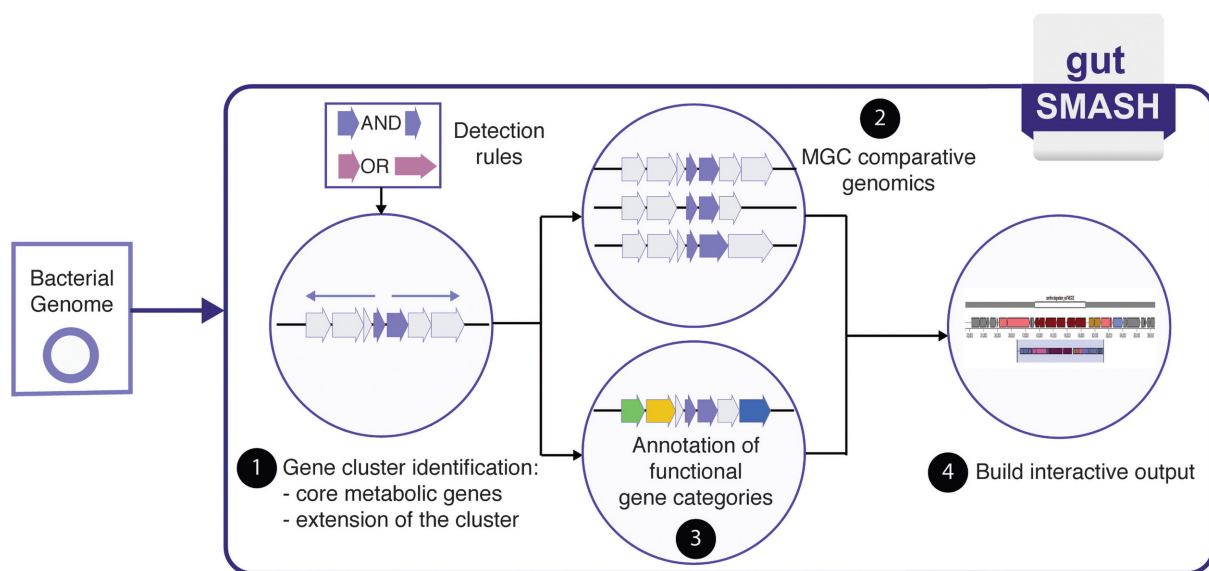 gut
SMASH
AND
OR
Detection
rules
2
MGC comparative
genomics
Bacterial
Genome
1 Gene cluster identification:
- core metabolic genes
- extension of the cluster
Annotation of
functional
gene categories
3
4 Build interactive output